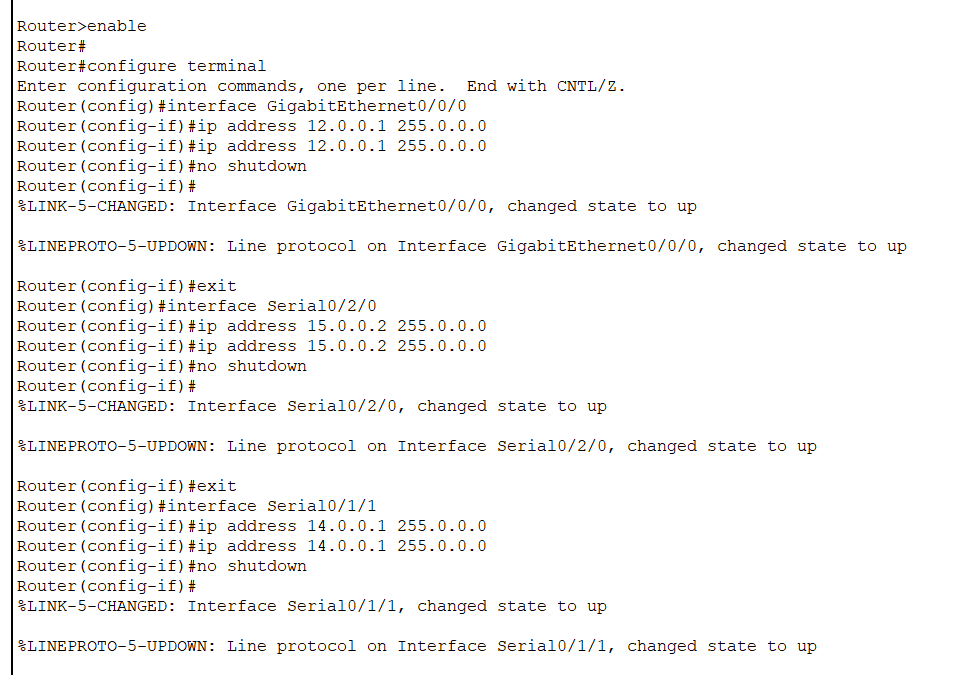 Router>enable
Router#
Router#configure terminal
Enter configuration commands, one per line.  End with CNTL/Z.
Router(config)#interface GigabitEthernet0/0/0
Router(config-if)#ip address 12.0.0.1 255.0.0.0
Router(config-if)#ip address 12.0.0.1 255.0.0.0
Router(config-if)#no shutdown
Router(config-if)#
%LINK-5-CHANGED: Interface GigabitEthernet0/0/0, changed state to up
%LINEPROTO-5-UPDOWN: Line protocol on Interface GigabitEthernet0/0/0, changed state to up
Router(config-if)#exit
Router(config)#interface Serial0/2/0
Router(config-if)#ip address 15.0.0.2 255.0.0.0
Router(config-if)#ip address 15.0.0.2 255.0.0.0
Router(config-if)#no shutdown
Router(config-if)#
%LINK-5-CHANGED: Interface Serial0/2/0, changed state to up
%LINEPROTO-5-UPDOWN: Line protocol on Interface Serial0/2/0, changed state to up
Router(config-if)#exit
Router(config)#interface Serial0/1/1
Router(config-if)#ip address 14.0.0.1 255.0.0.0
Router(config-if)#ip address 14.0.0.1 255.0.0.0
Router(config-if)#no shutdown
Router(config-if)#
%LINK-5-CHANGED: Interface Serial0/1/1, changed state to up
%LINEPROTO-5-UPDOWN: Line protocol on Interface Serial0/1/1, changed state to up